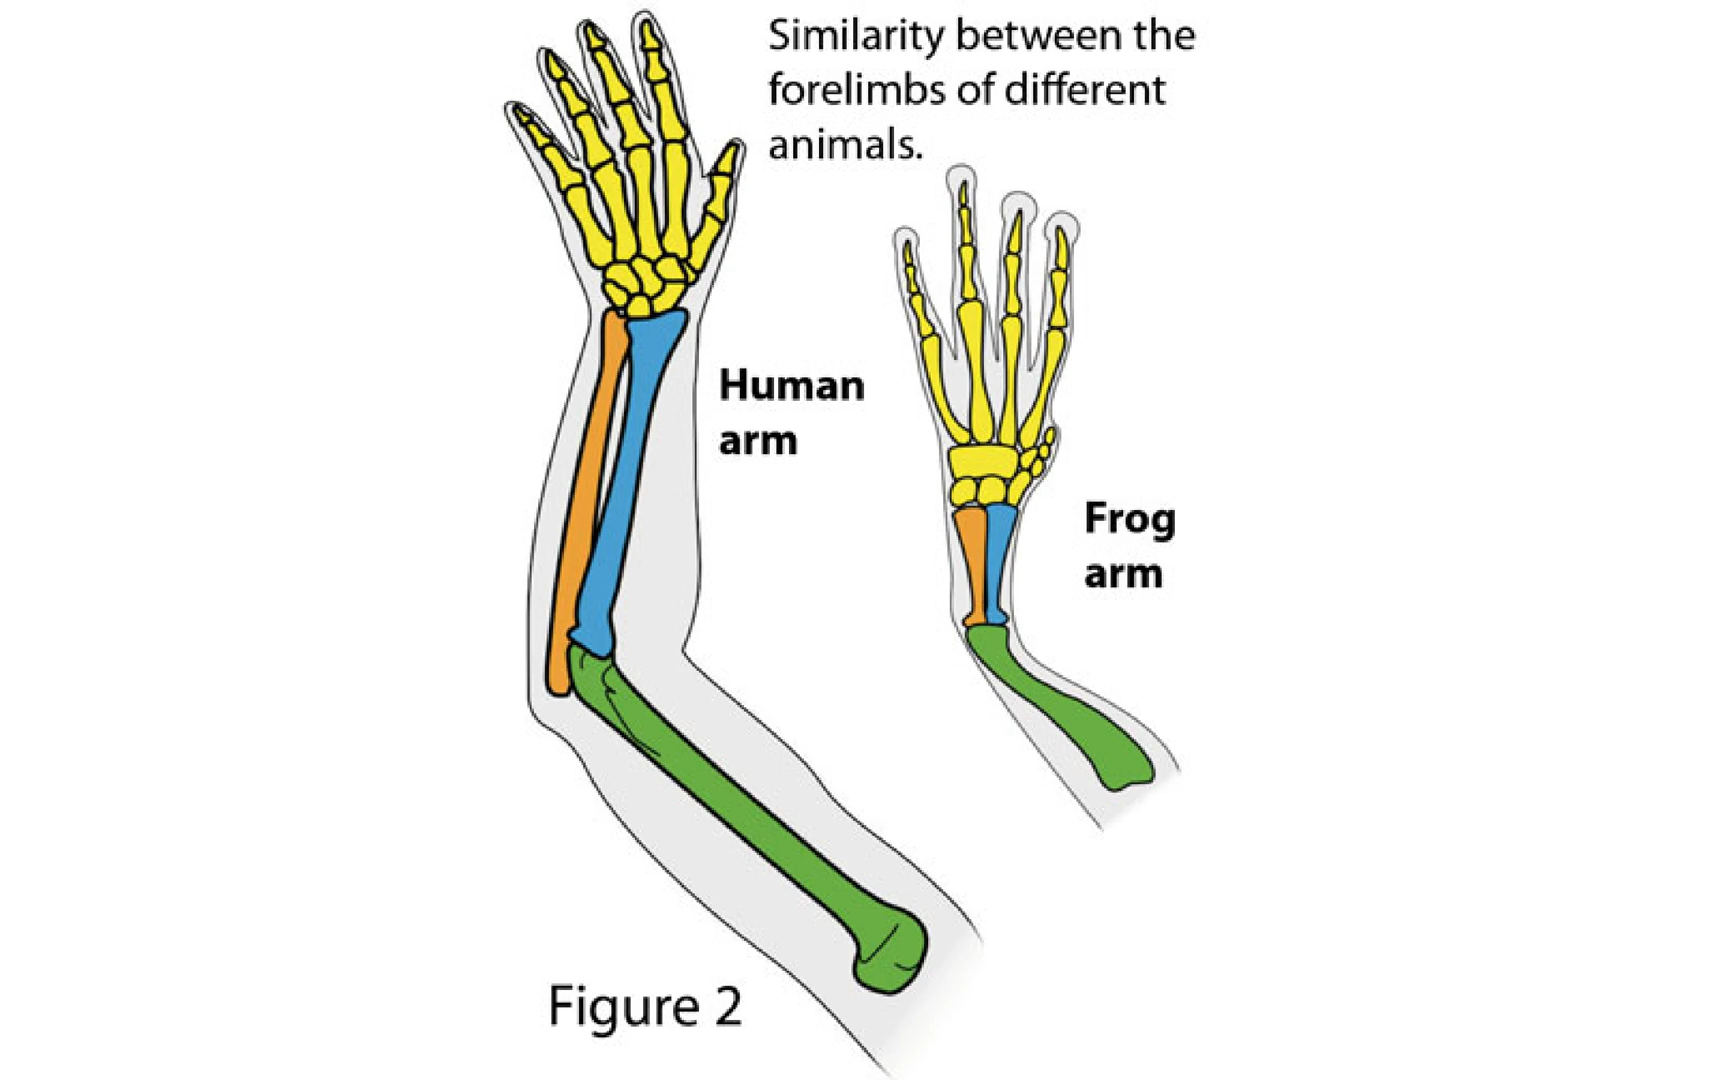 Similarity between the
forelimbs of different
animals.
Human
arm
Frog
arm
Figure 2